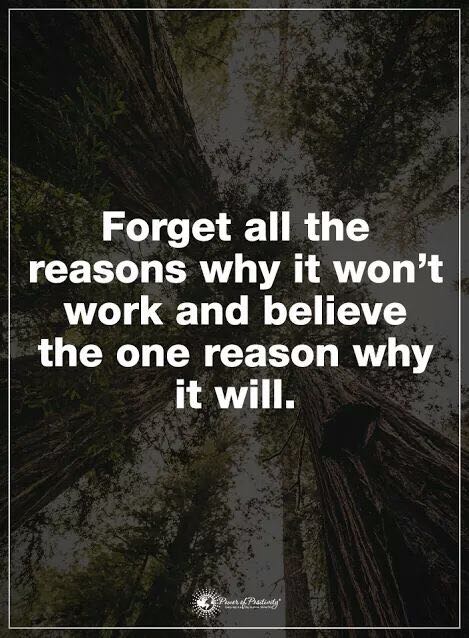 Forget all the
reasons why it won’t
work and believe
the one reason why
it will.
Power of Positivity